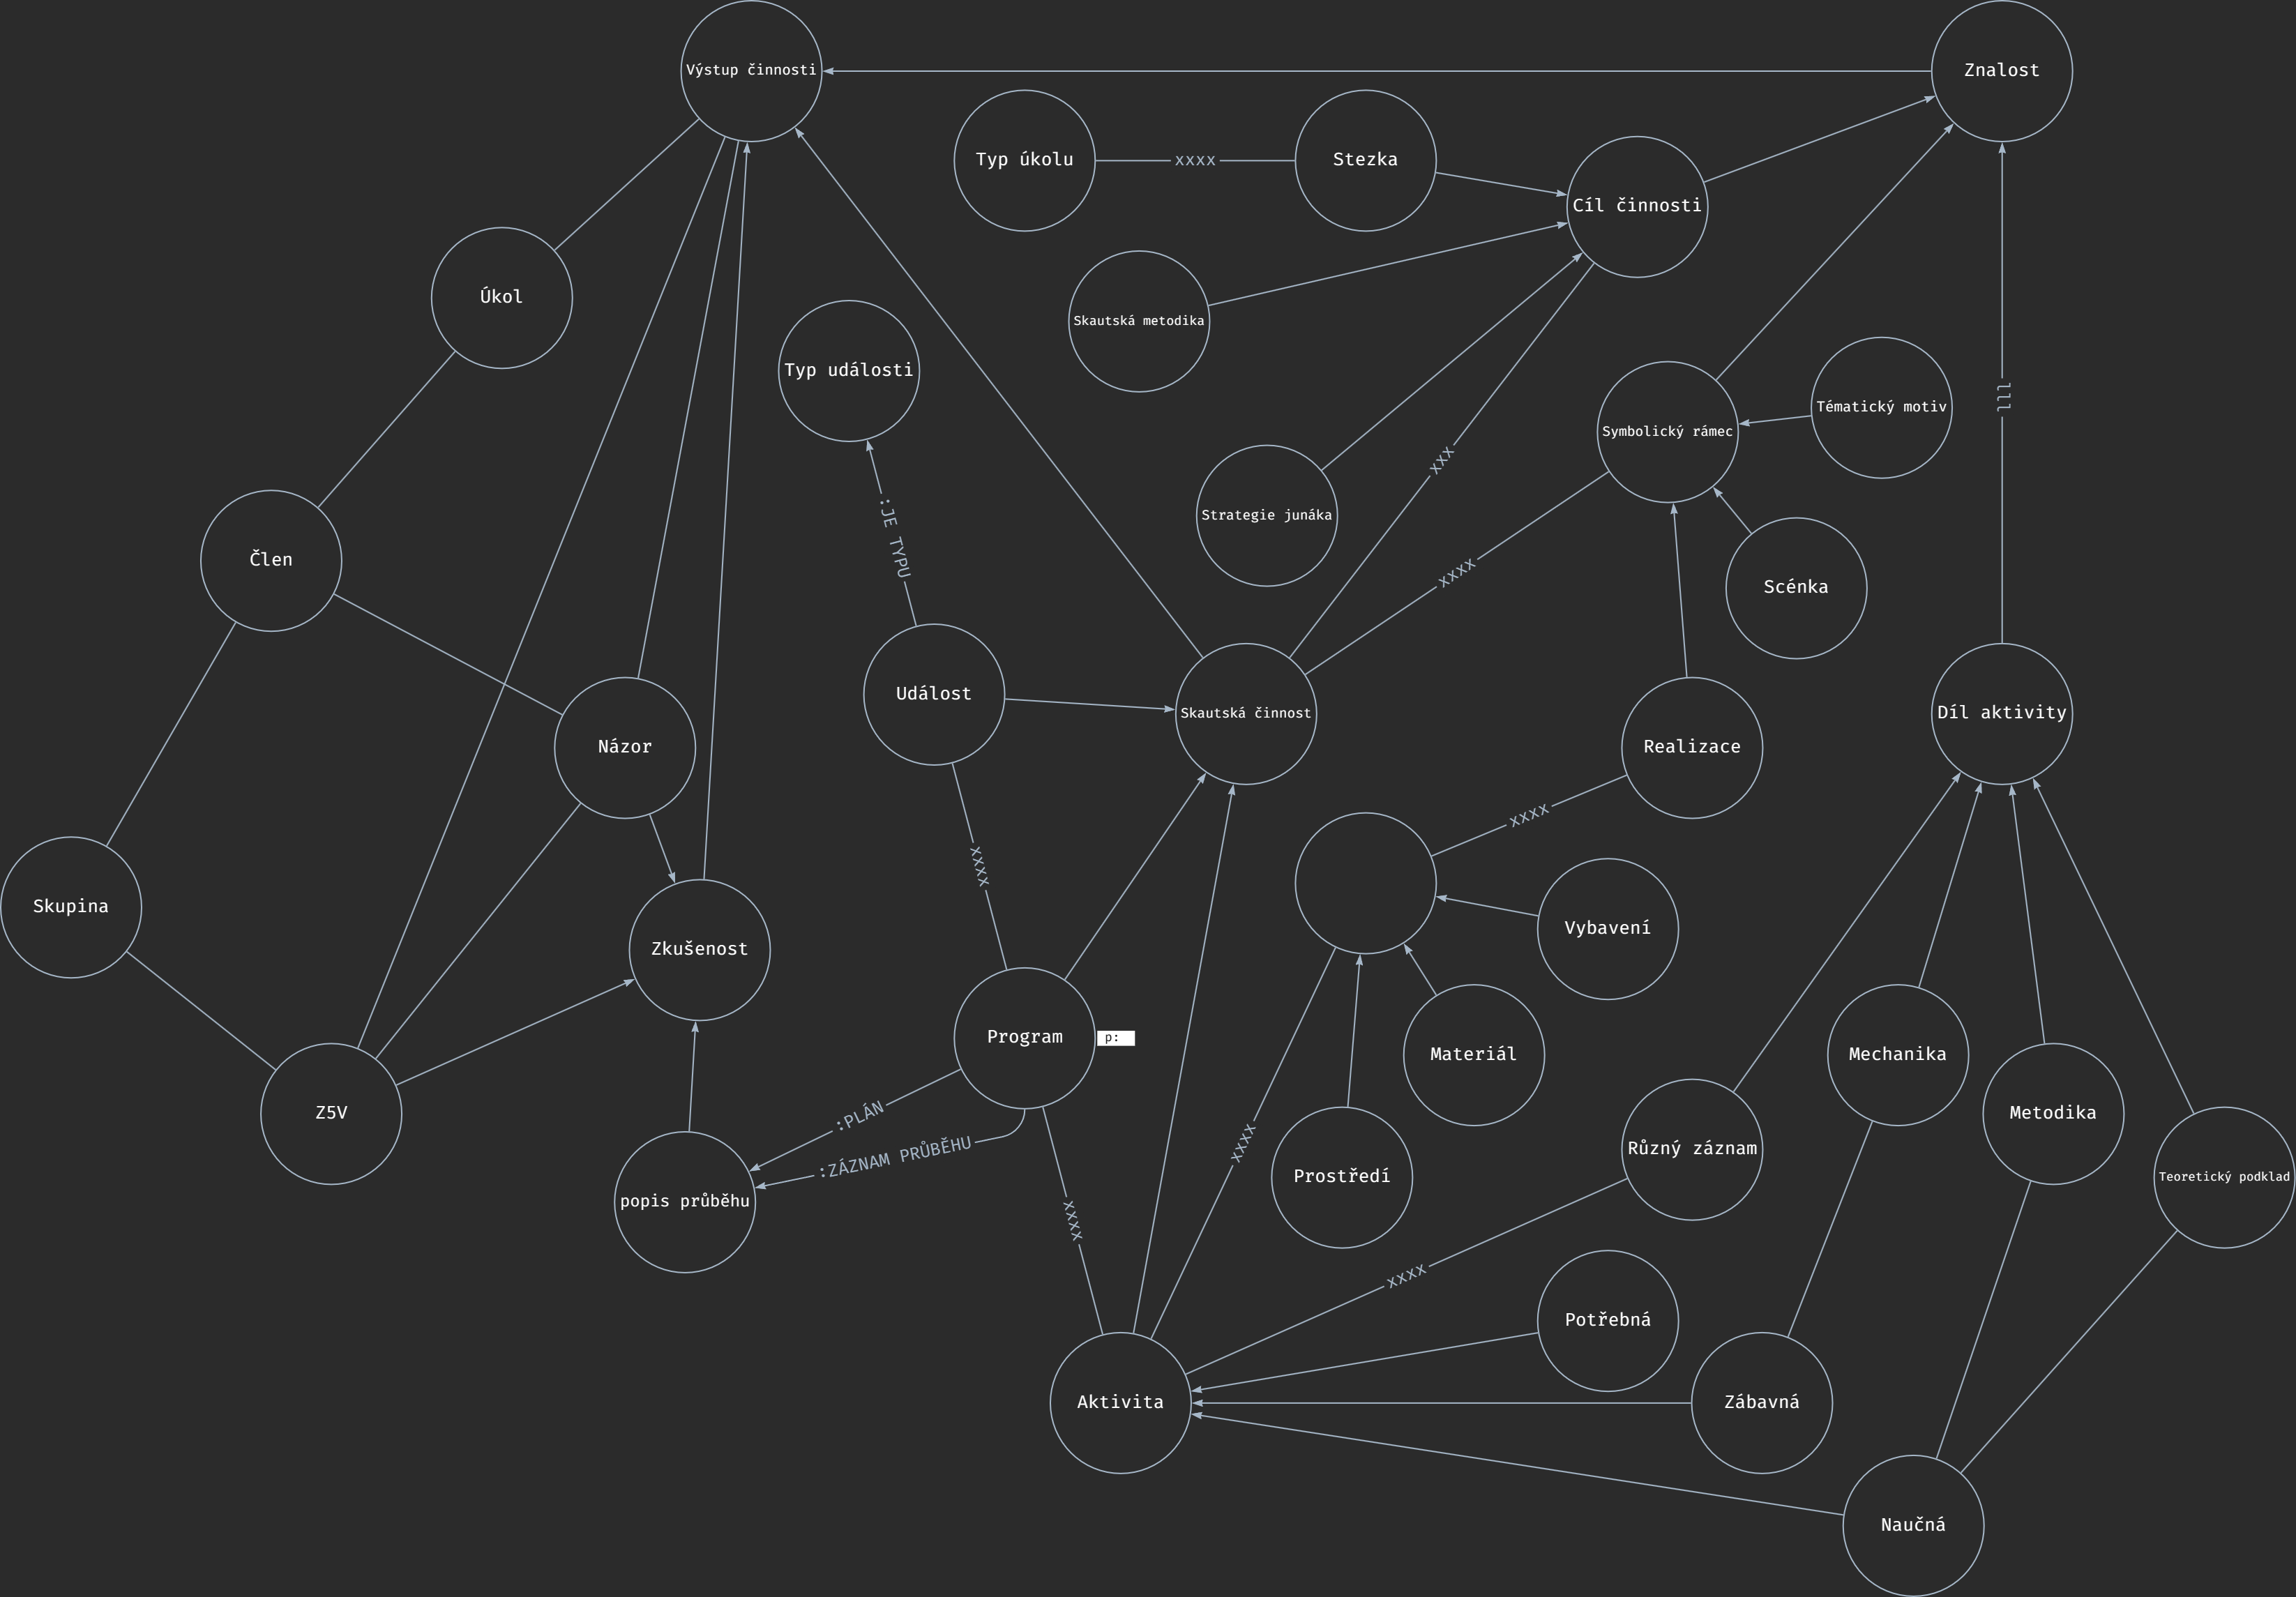 Výstup činnosti
Znalost
Typ úkolu
xxxx
Stezka
Cíl činnosti
Úkol
Skautská metodika
Typ události
llll
Tématický motiv
Symbolický rámec
xxx
Strategie junáka
:JE TYPU
Člen
xxxx
Scénka
Událost
Skautská činnost
Díl aktivity
Názor
Realizace
xxxx
xxxx
Skupina
Vybavení
Zkušenost
Program
p:
Materiál
Mechanika
Z5V
:PLÁN
Metodika
xxxx
:ZÁZNAM PRŮBĚHU
Různý záznam
Prostředí
Teoretický podklad
popis průběhu
xxxx
xxxx
Potřebná
Aktivita
Zábavná
Naučná